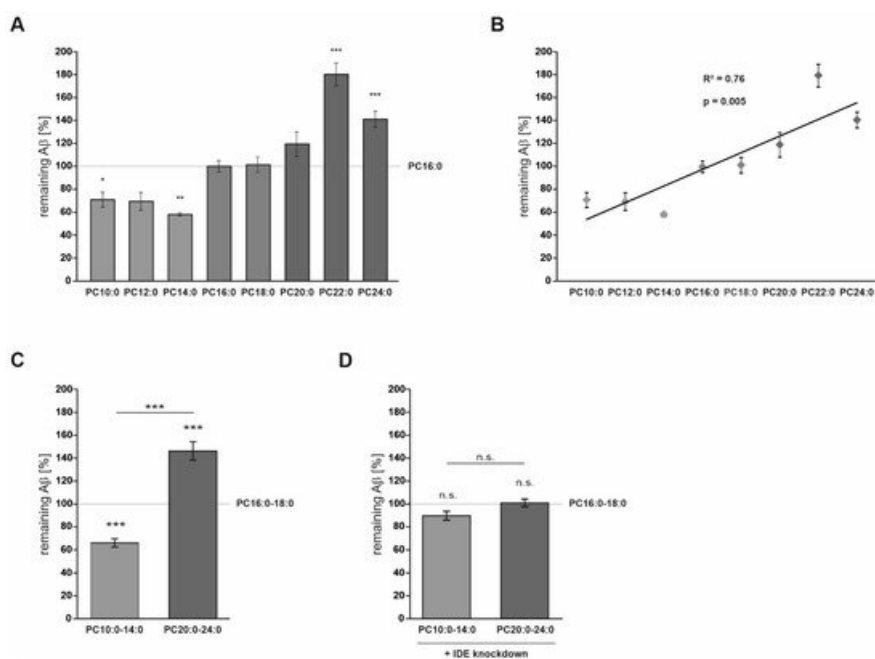 A
remaining Aβ [%]
200
180
160
140
120
100
80
60
40
20
0
*
**
***
***
PC16:0
PC10:0 PC12:0 PC14:0 PC16:0 PC18:0 PC20:0 PC22:0 PC24:0
B
remaining Aβ [%]
200
180
160
140
120
100
80
60
40
20
0
R² = 0.76
p = 0.005
PC10:0 PC12:0 PC14:0 PC16:0 PC18:0 PC20:0 PC22:0 PC24:0
C
remaining Aβ [%]
200
180
160
140
120
100
80
60
40
20
0
***
***
***
PC16:0-18:0
PC10:0-14:0 PC20:0-24:0
D
remaining Aβ [%]
200
180
160
140
120
100
80
60
40
20
0
n.s.
n.s.
n.s.
PC16:0-18:0
PC10:0-14:0 PC20:0-24:0
+ IDE knockdown